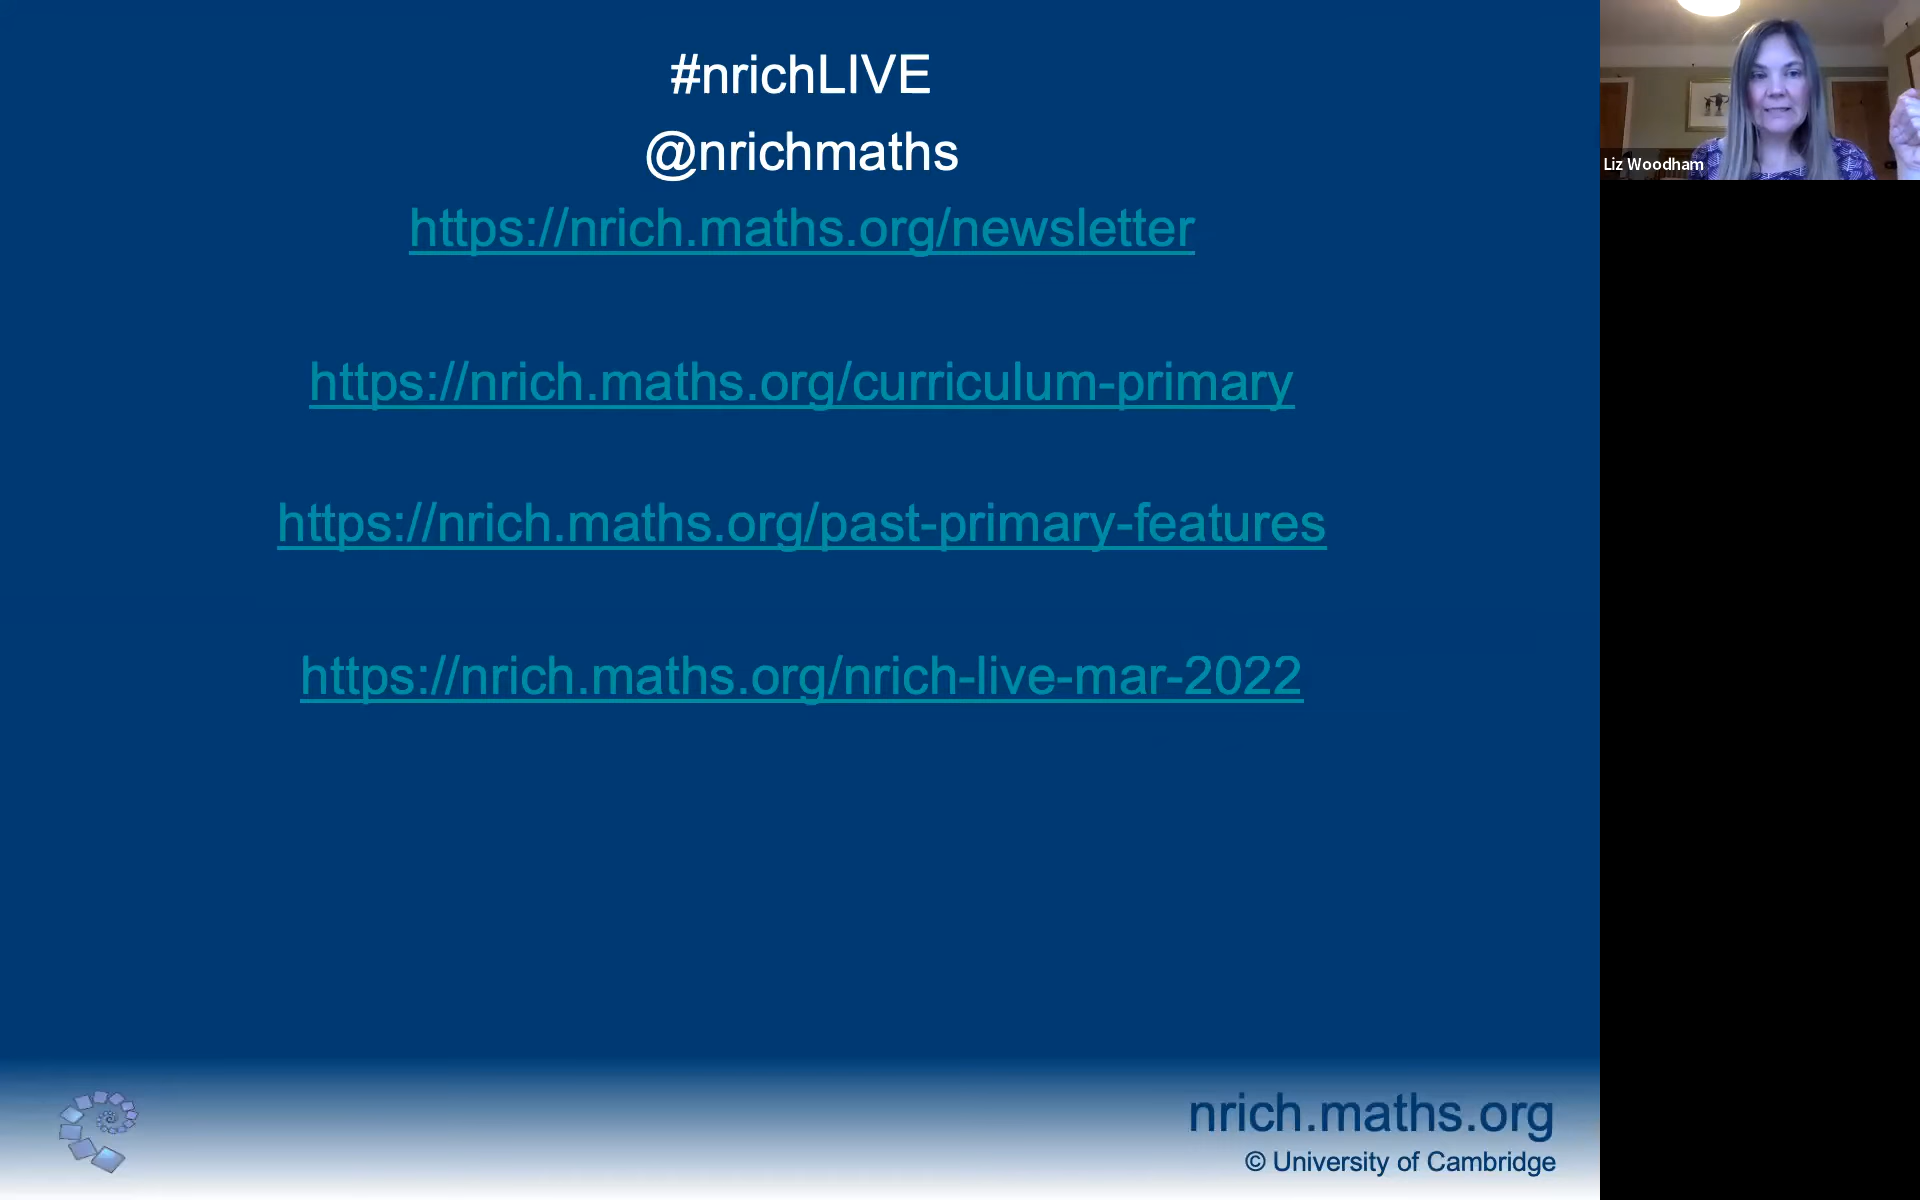 #nrichLIVE
@nrichmaths
https://nrich.maths.org/newsletter
https://nrich.maths.org/curriculum-primary
https://nrich.maths.org/past-primary-features
https://nrich.maths.org/nrich-live-mar-2022
Liz Woodham
nrich.maths.org
© University of Cambridge